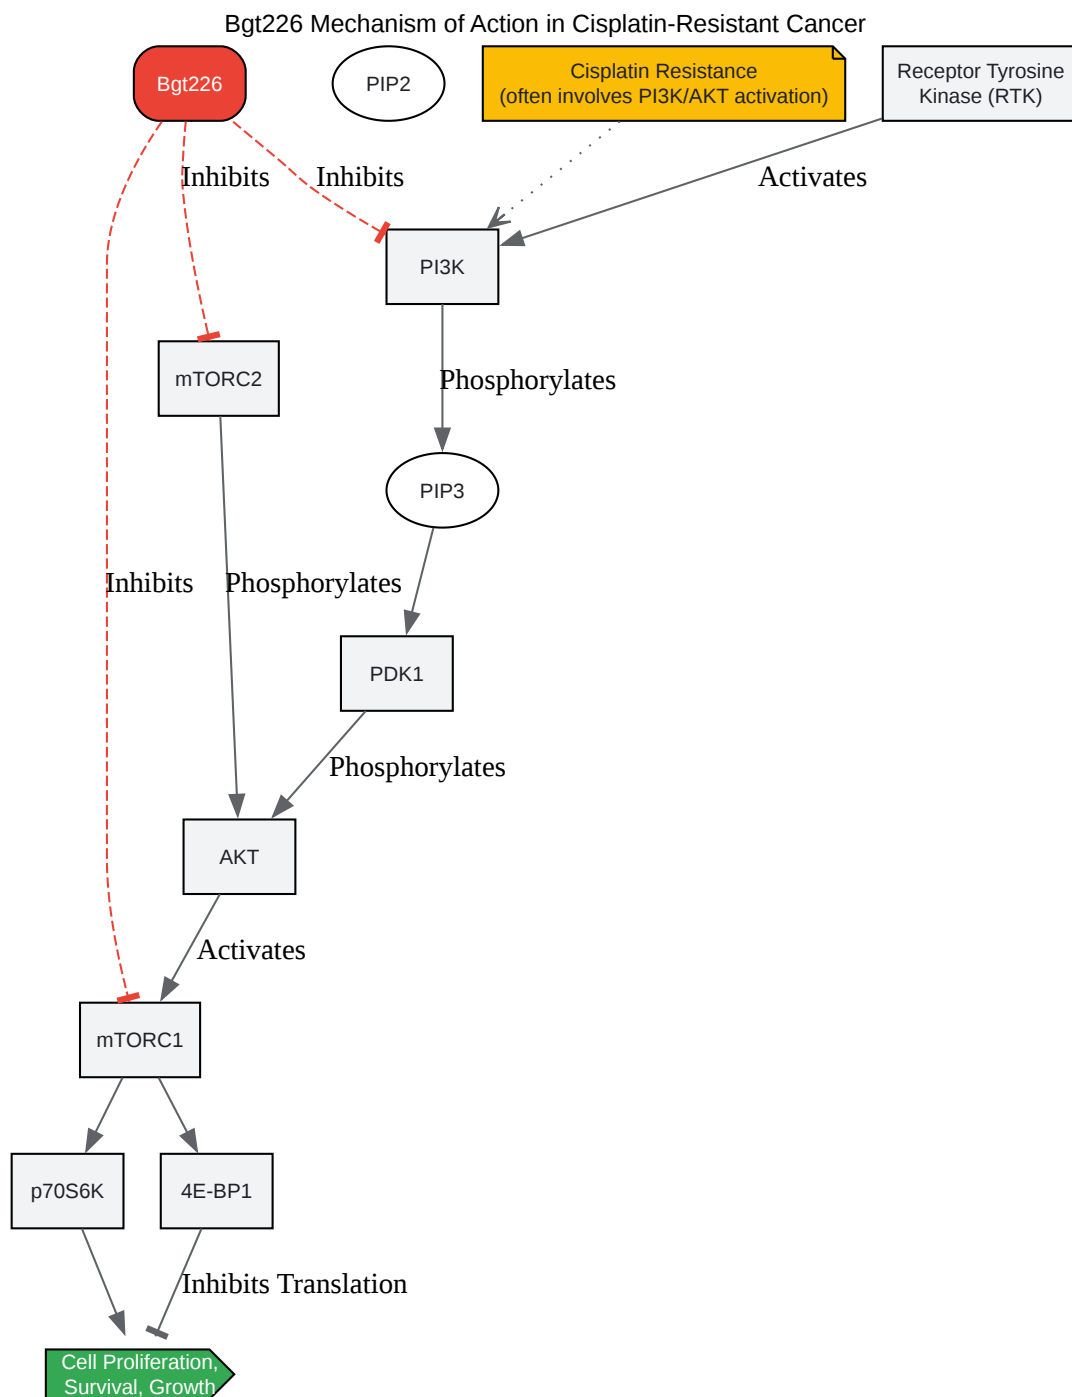 Bgt226 Mechanism of Action in Cisplatin-Resistant Cancer
Bgt226
PIP2
Cisplatin Resistance
(often involves PI3K/AKT activation)
Receptor Tyrosine
Kinase (RTK)
Inhibits
Inhibits
Activates
PI3K
mTORC2
Phosphorylates
PIP3
Inhibits
Phosphorylates
PDK1
Phosphorylates
AKT
Activates
mTORC1
p70S6K
4E-BP1
Inhibits Translation
Cell Proliferation,
Survival, Growth